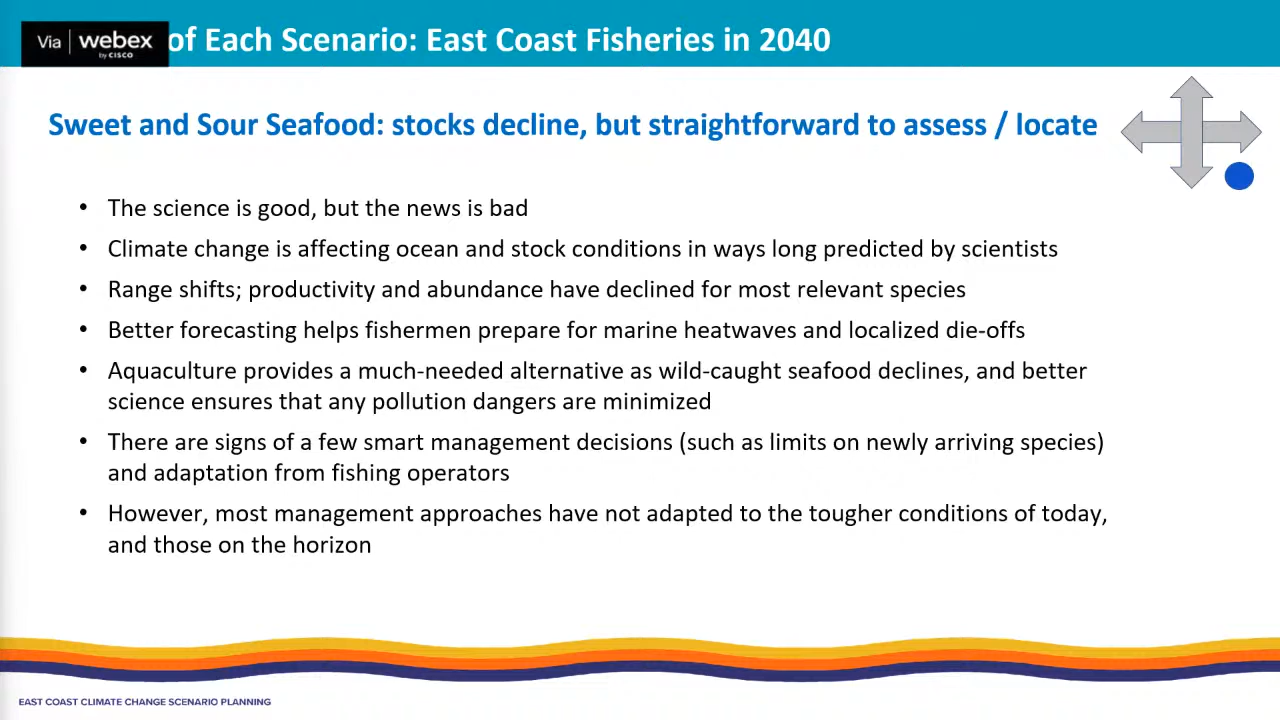 Via webex
by CISCO
of Each Scenario: East Coast Fisheries in 2040
Sweet and Sour Seafood: stocks decline, but straightforward to assess / locate
• The science is good, but the news is bad
• Climate change is affecting ocean and stock conditions in ways long predicted by scientists
• Range shifts; productivity and abundance have declined for most relevant species
• Better forecasting helps fishermen prepare for marine heatwaves and localized die-offs
• Aquaculture provides a much-needed alternative as wild-caught seafood declines, and better
science ensures that any pollution dangers are minimized
• There are signs of a few smart management decisions (such as limits on newly arriving species)
and adaptation from fishing operators
• However, most management approaches have not adapted to the tougher conditions of today,
and those on the horizon
EAST COAST CLIMATE CHANGE SCENARIO PLANNING